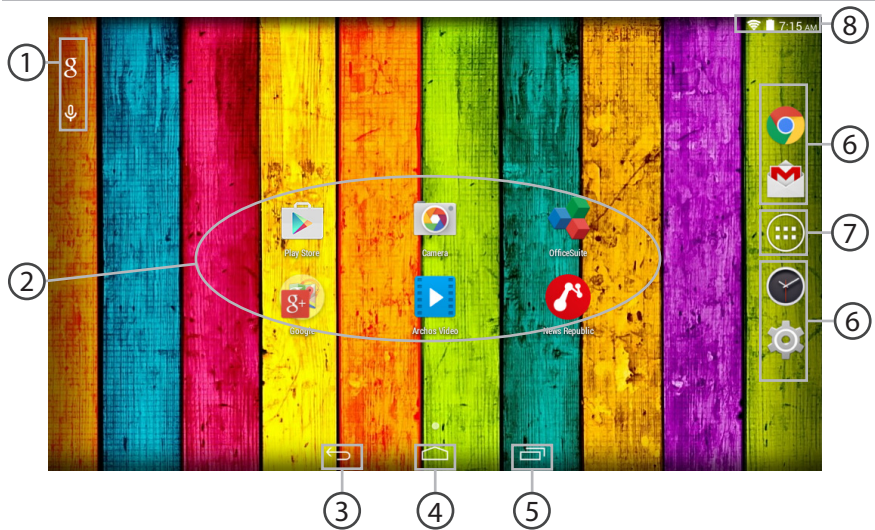 7:15 AM
8
1
g
6
Play Store
Camera
OfficeSuite
7
2
g+
Google
Archos Video
News Republic
6
3
4
5